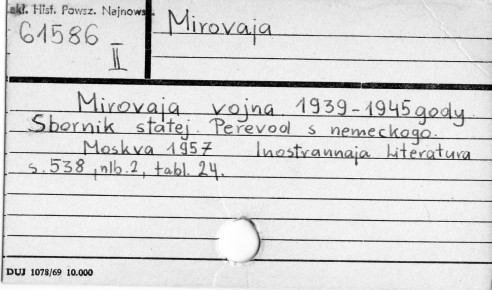 akł. Hist. Powsz. Najnows.
61586
II
Mirovaja
Mirovaja vojna 1939-1945 gody.
Sbornik statej. Perevod s nemeckogo.
Moskva 1957 Inostrannaja Literatura
s. 538, nlb. 2, tabl. 24.
DUJ 1078/69 10.000